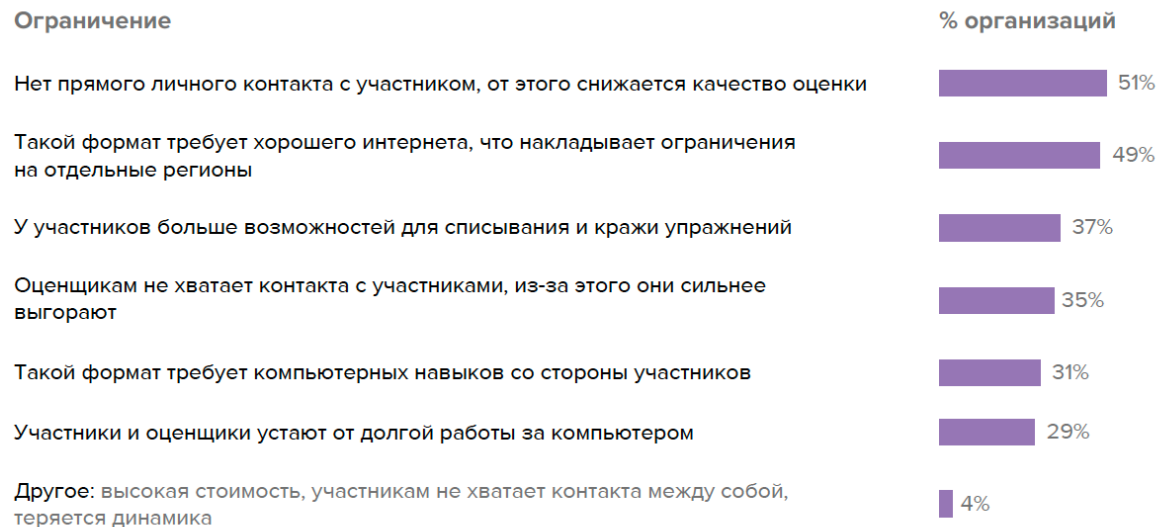 Ограничение % организаций
Нет прямого личного контакта с участником, от этого снижается качество оценки 51%
Такой формат требует хорошего интернета, что накладывает ограничения
на отдельные регионы 49%
У участников больше возможностей для списывания и кражи упражнений 37%
Оценщикам не хватает контакта с участниками, из-за этого они сильнее
выгорают 35%
Такой формат требует компьютерных навыков со стороны участников 31%
Участники и оценщики устают от долгой работы за компьютером 29%
Другое: высокая стоимость, участникам не хватает контакта между собой,
теряется динамика 4%